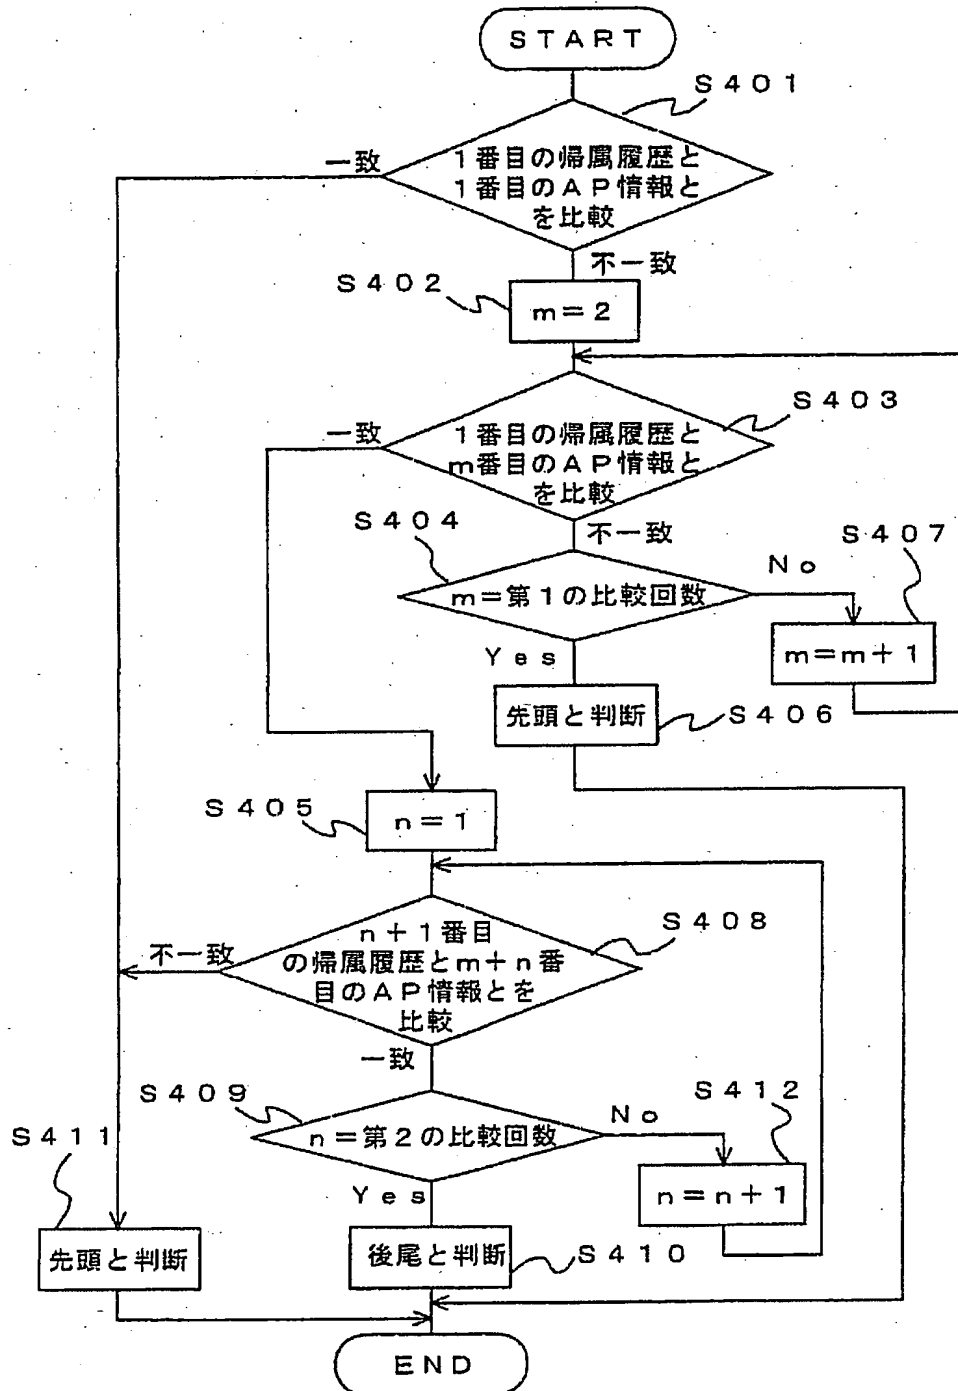 START
S401
一致
1番目の帰属履歴と
1番目のAP情報と
を比較
不一致
S402
m=2
S403
一致
1番目の帰属履歴と
m番目のAP情報と
を比較
S404
不一致
S407
No
m=第1の比較回数
Yes
m=m+1
先頭と判断
S406
S405
n=1
S408
不一致
n+1番目
の帰属履歴とm+n番
目のAP情報とを
比較
一致
S409
S412
No
n=第2の比較回数
S411
Yes
n=n+1
先頭と判断
後尾と判断
S410
END